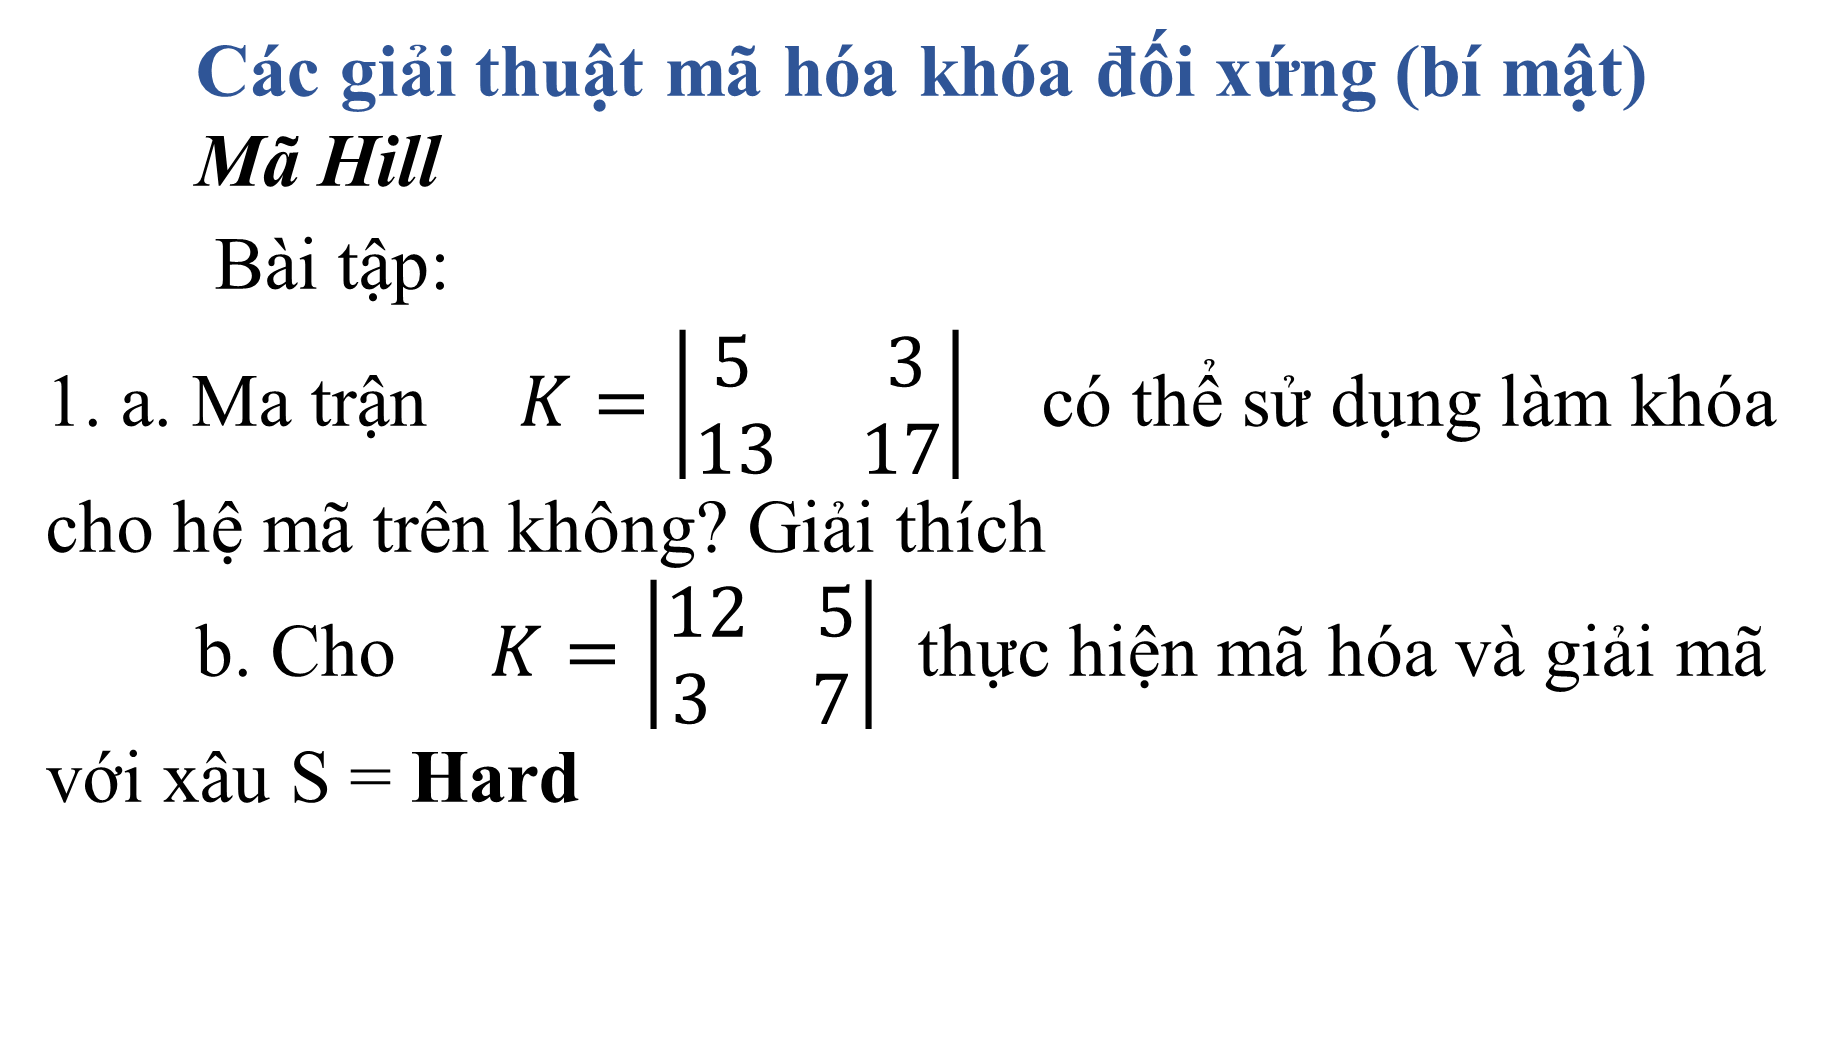 Các giải thuật mã hóa khóa đối xứng (bí mật)
Mã Hill
Bài tập:
1. a. Ma trận K = |5 3| có thể sử dụng làm khóa
|13 17|
cho hệ mã trên không? Giải thích
b. Cho K = |12 5| thực hiện mã hóa và giải mã
|3 7|
với xâu S = Hard